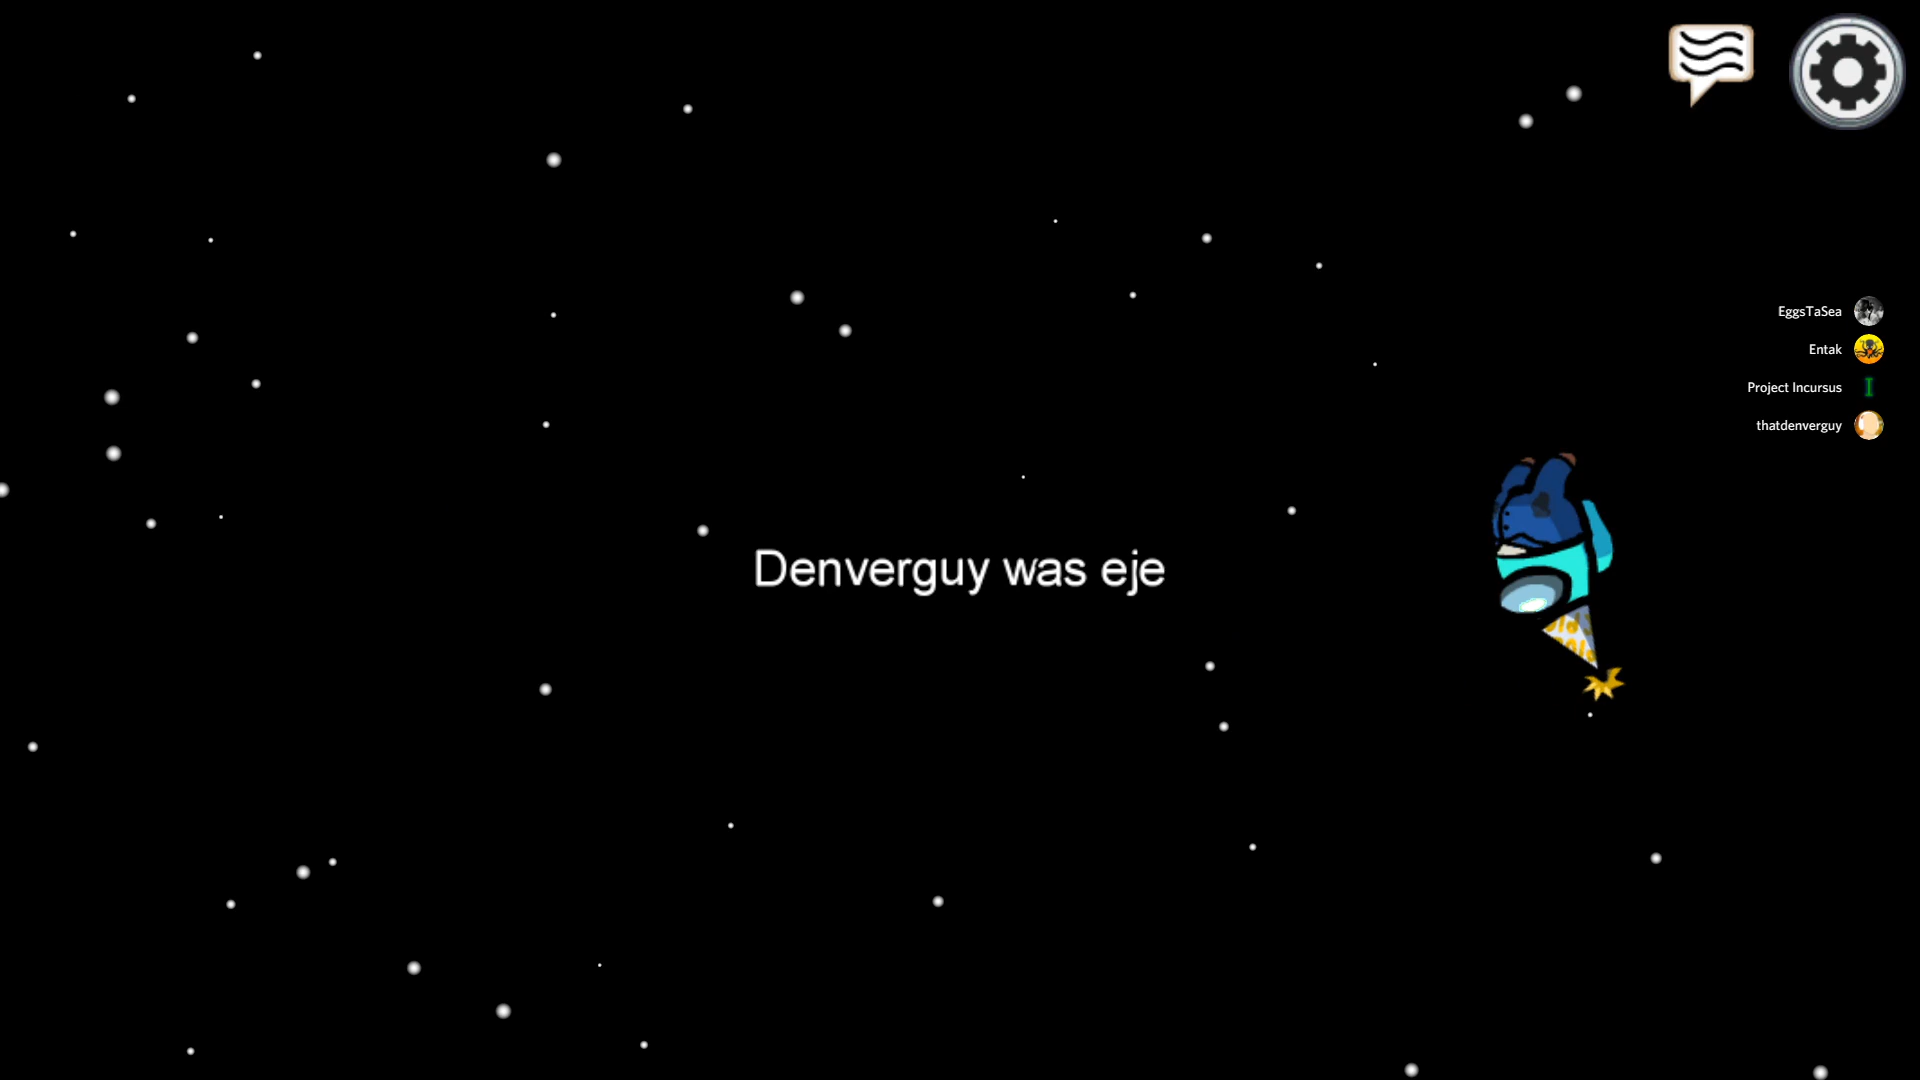 EggsTaSea
Entak
Project Incursus
thatdenverguy
Denverguy was eje